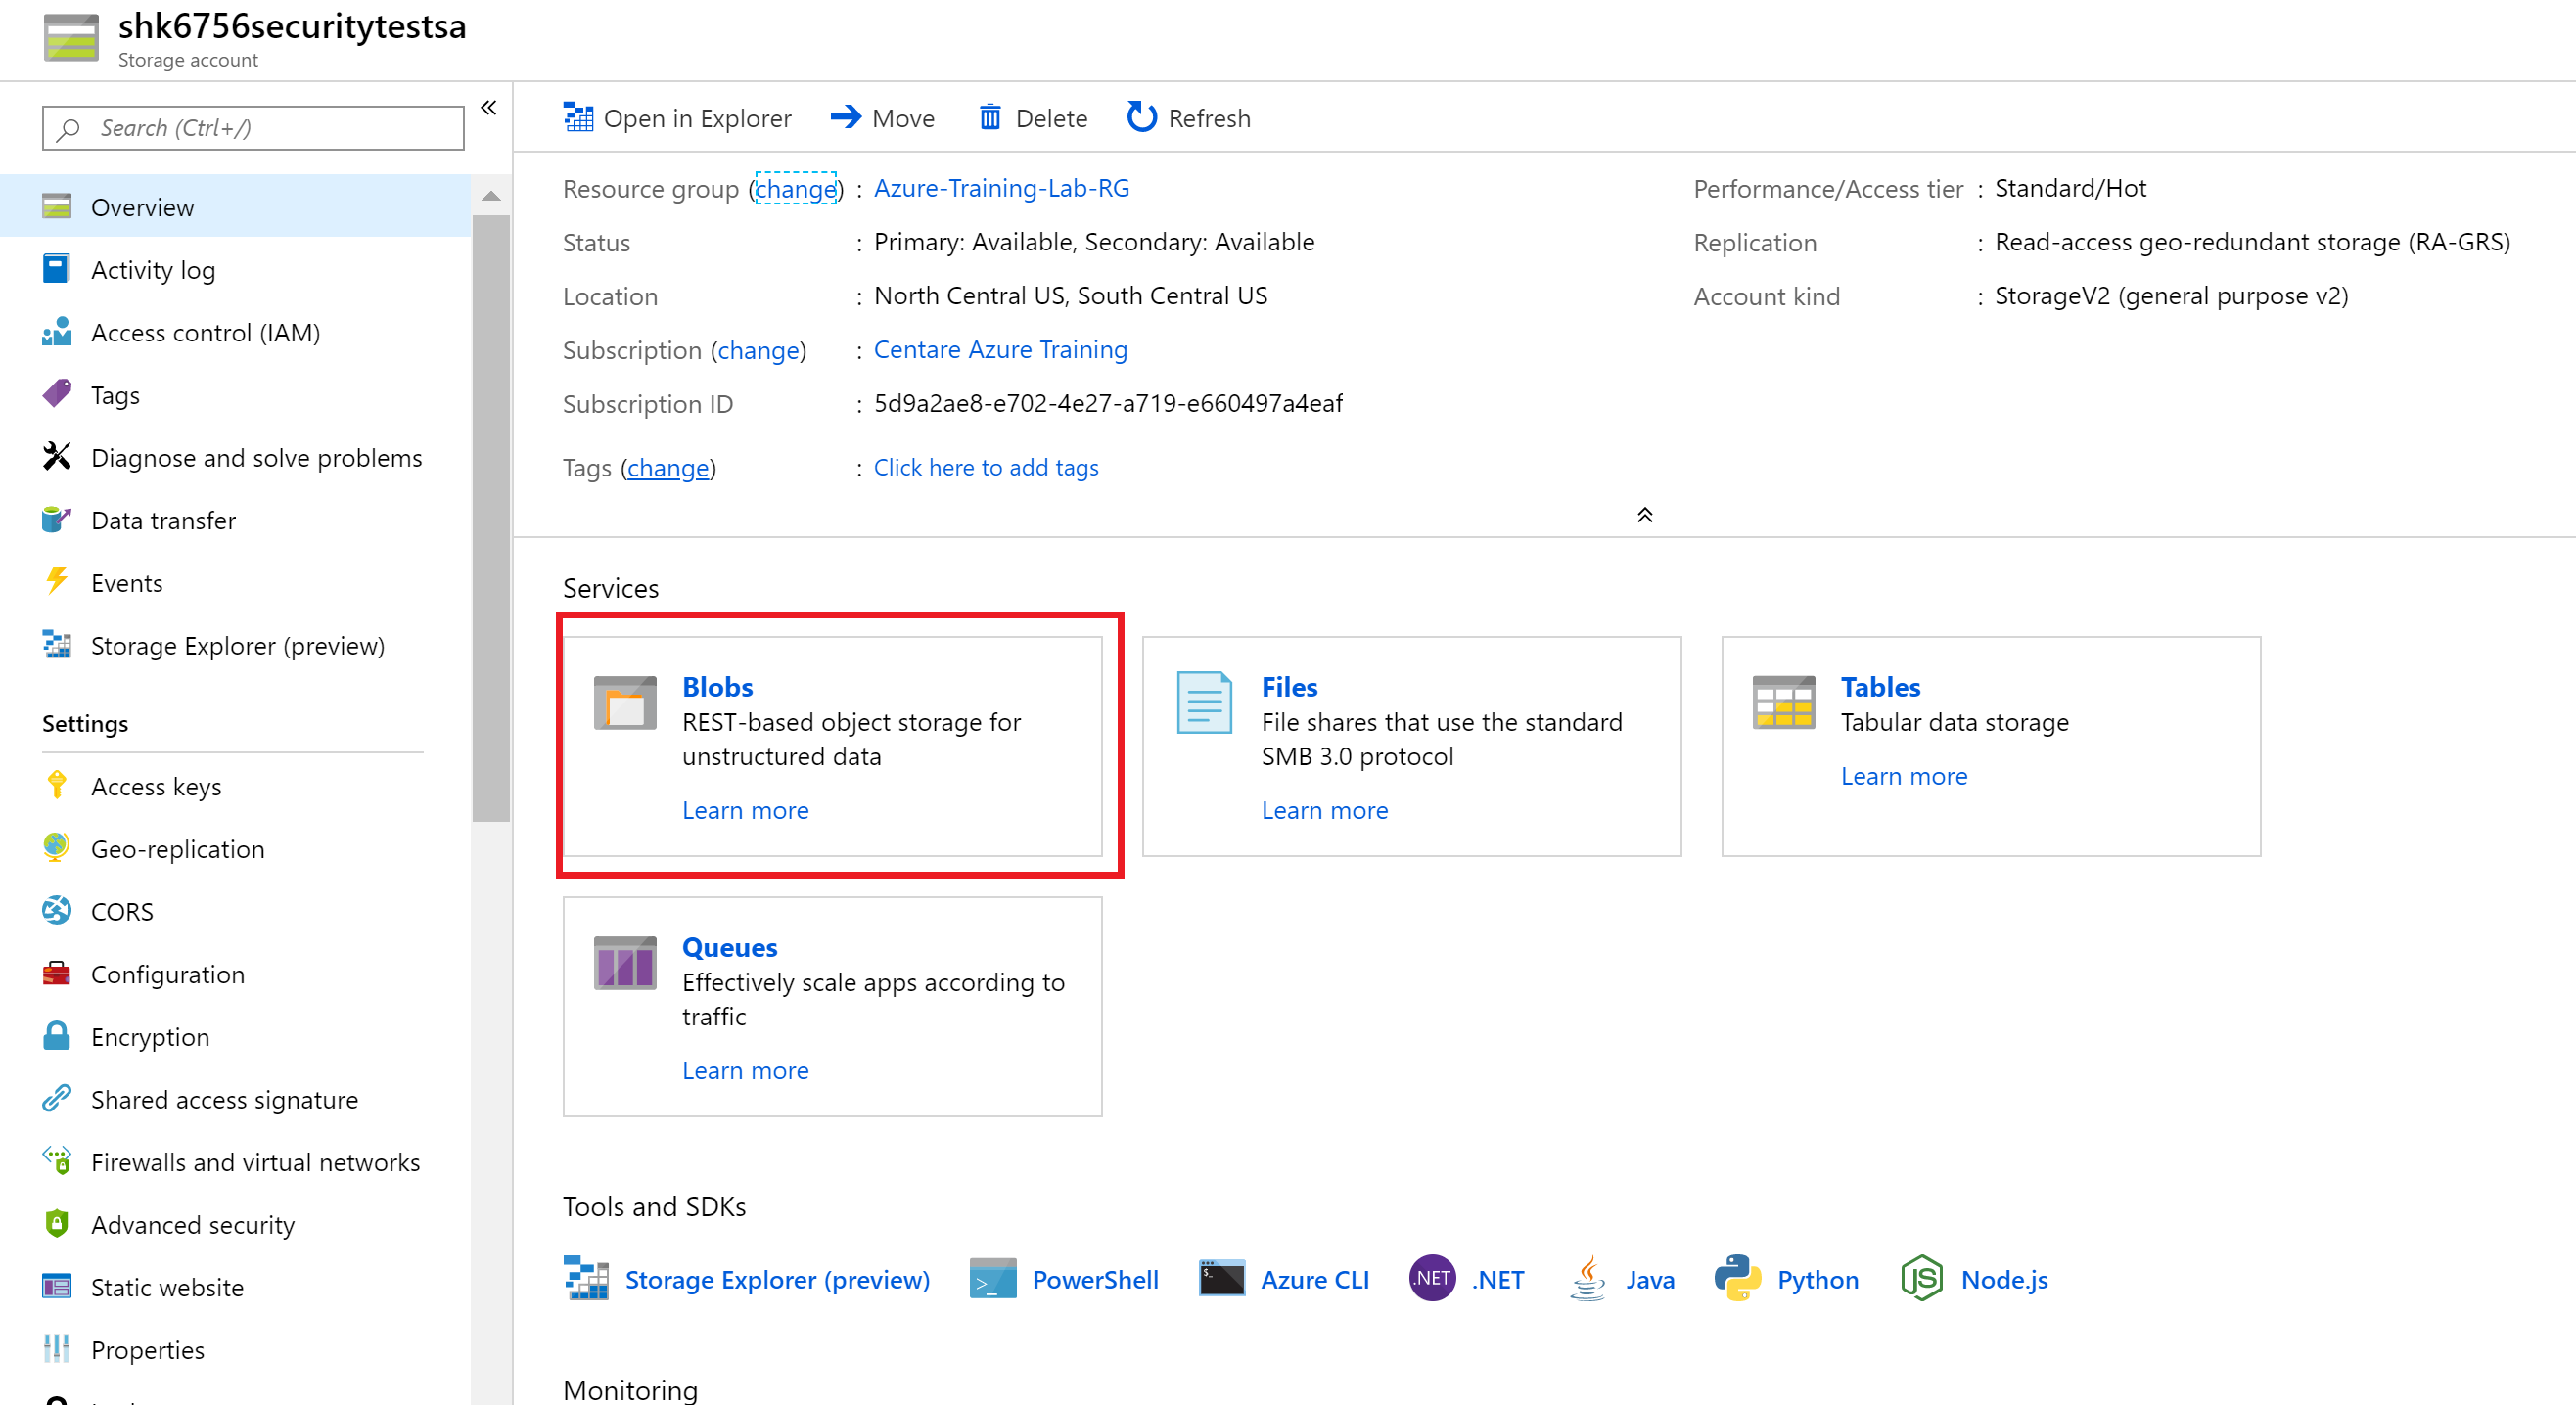 shk6756securitytestsa
Storage account
Search (Ctrl+/)
Overview
Activity log
Access control (IAM)
Tags
Diagnose and solve problems
Data transfer
Events
Storage Explorer (preview)
Settings
Access keys
Geo-replication
CORS
Configuration
Encryption
Shared access signature
Firewalls and virtual networks
Advanced security
Static website
Properties
Open in Explorer
Move
Delete
Refresh
Resource group (change) : Azure-Training-Lab-RG
Status : Primary: Available, Secondary: Available
Location : North Central US, South Central US
Subscription (change) : Centare Azure Training
Subscription ID : 5d9a2ae8-e702-4e27-a719-e660497a4eaf
Tags (change) : Click here to add tags
Performance/Access tier : Standard/Hot
Replication : Read-access geo-redundant storage (RA-GRS)
Account kind : StorageV2 (general purpose v2)
Services
Blobs
REST-based object storage for
unstructured data
Learn more
Files
File shares that use the standard
SMB 3.0 protocol
Learn more
Tables
Tabular data storage
Learn more
Queues
Effectively scale apps according to
traffic
Learn more
Tools and SDKs
Storage Explorer (preview)
PowerShell
Azure CLI
.NET
.NET
Java
JS
Python
Node.js
Monitoring